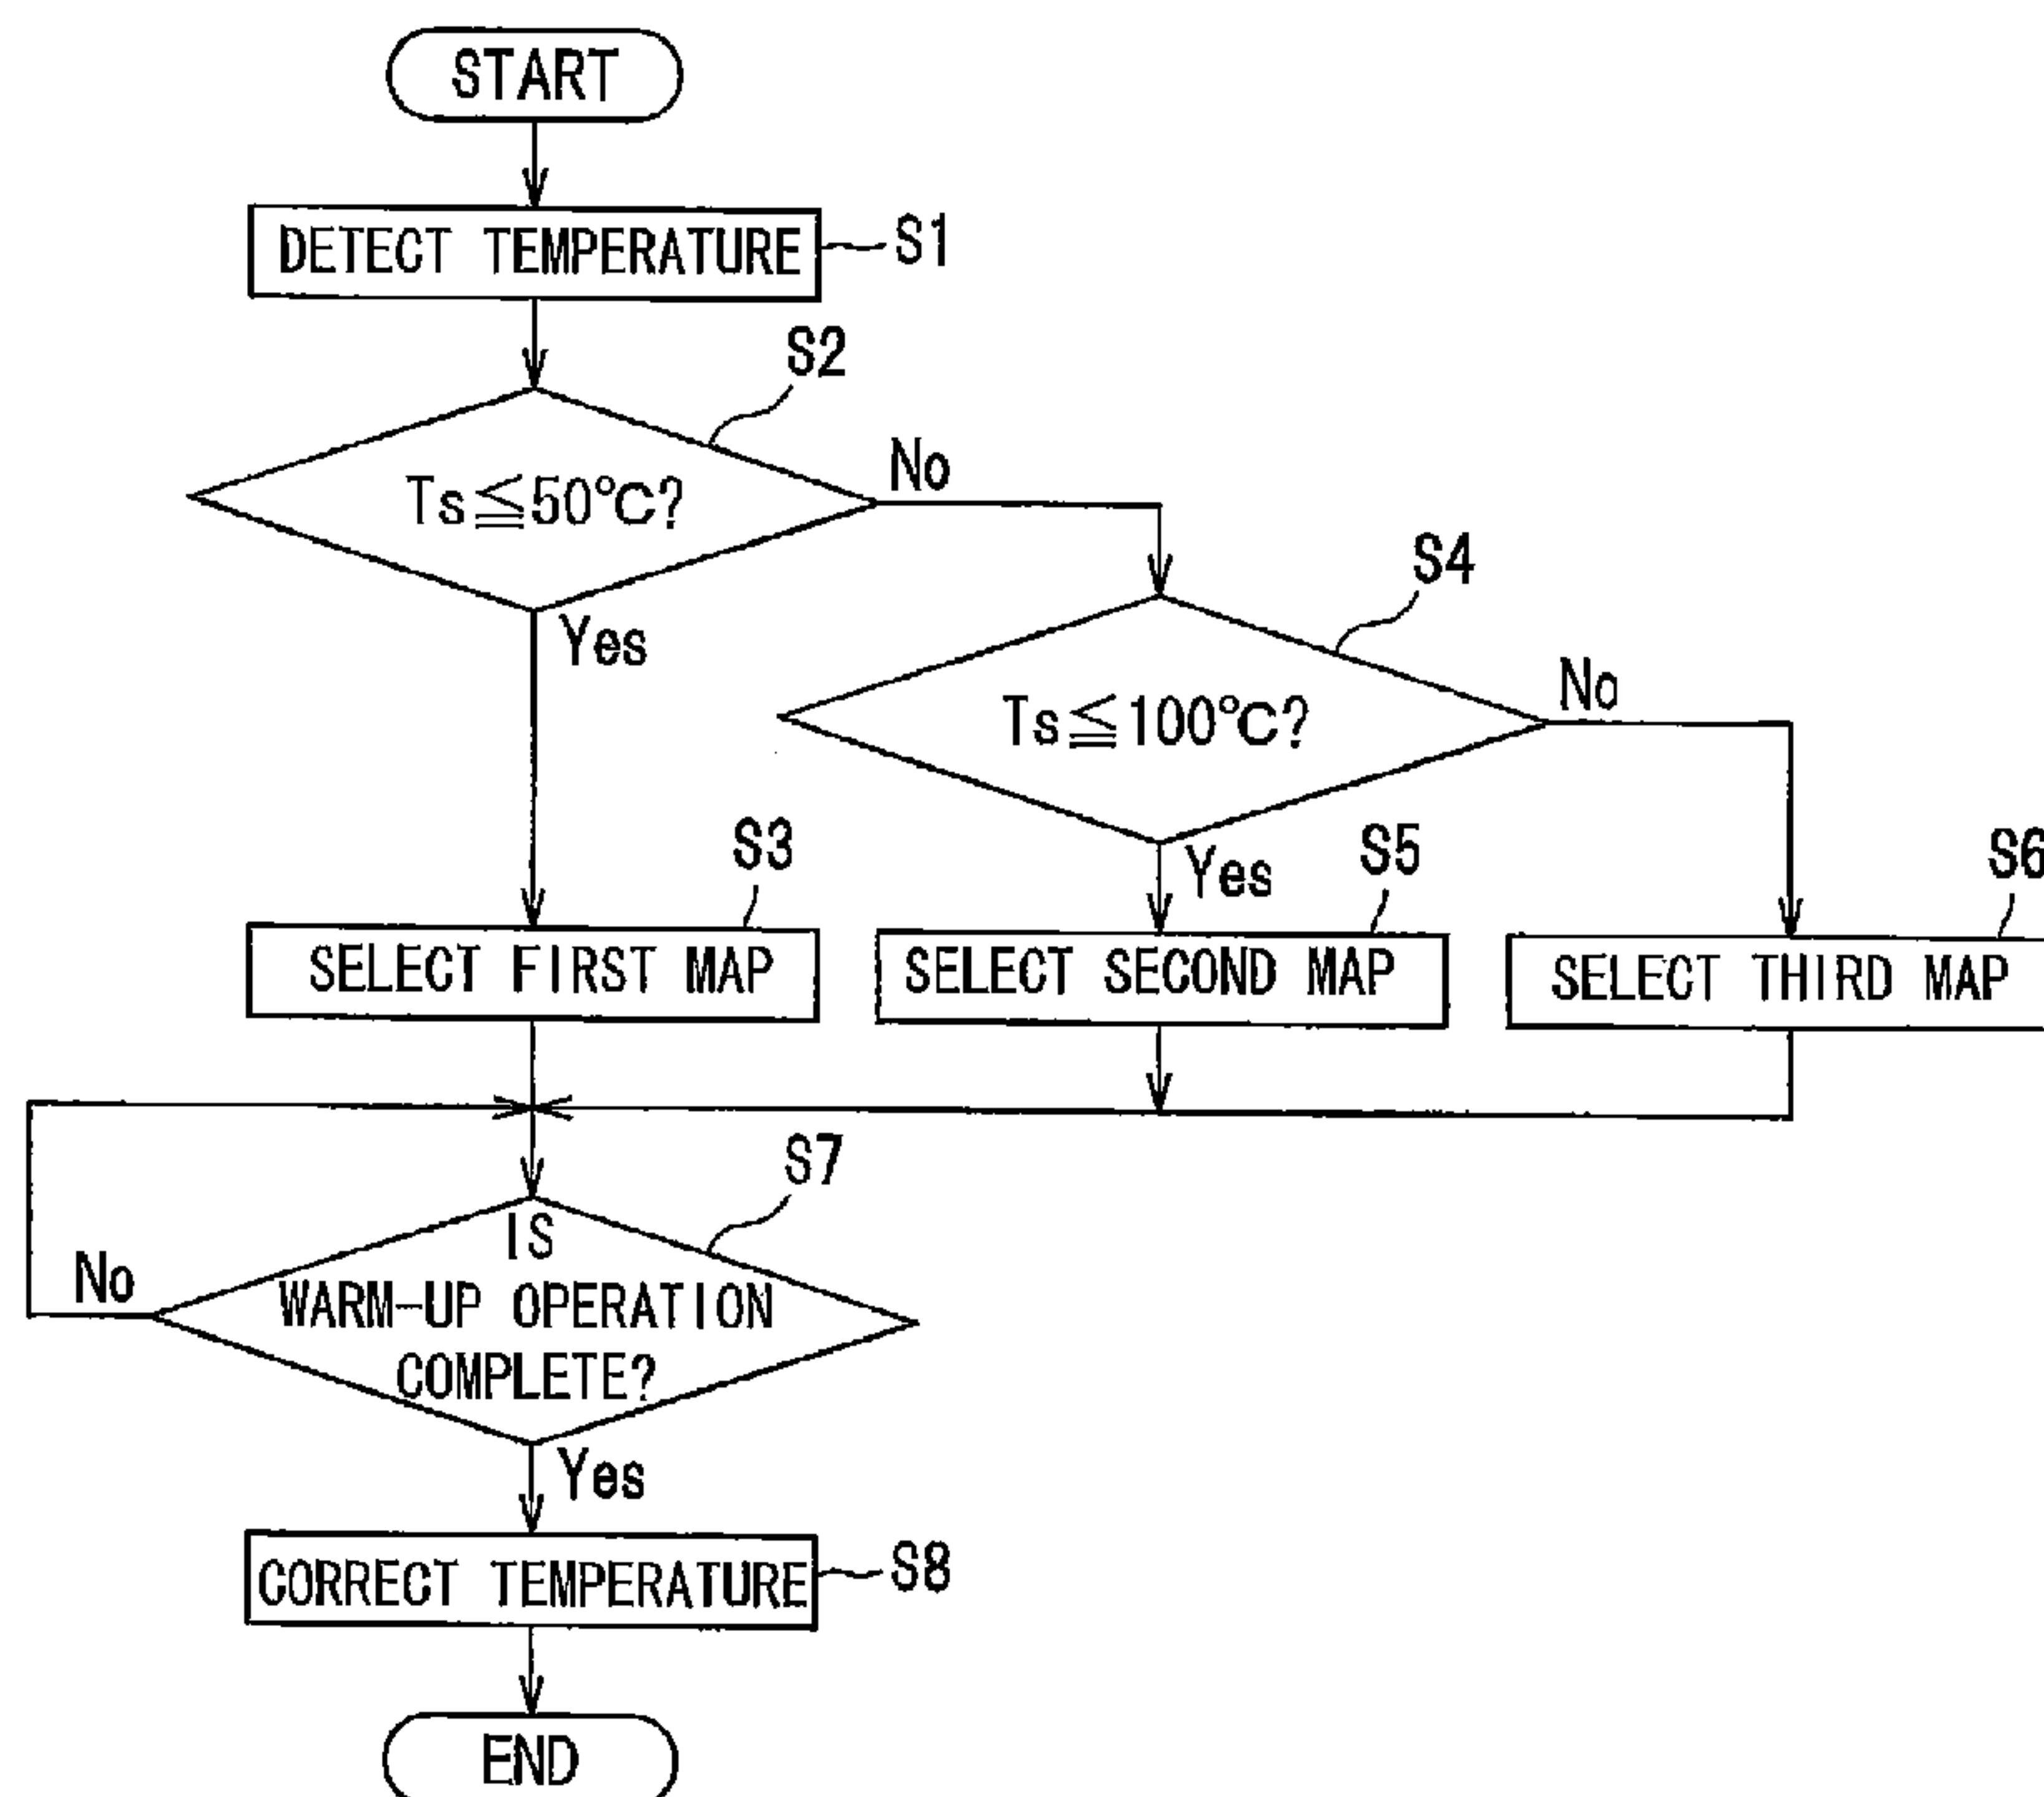 START
DETECT TEMPERATURE
S1
S2
Ts≦50℃?
No
Yes
S4
Ts≦100℃?
No
Yes
S3
SELECT FIRST MAP
S5
SELECT SECOND MAP
S6
SELECT THIRD MAP
S7
IS
WARM-UP OPERATION
COMPLETE?
No
Yes
CORRECT TEMPERATURE
S8
END